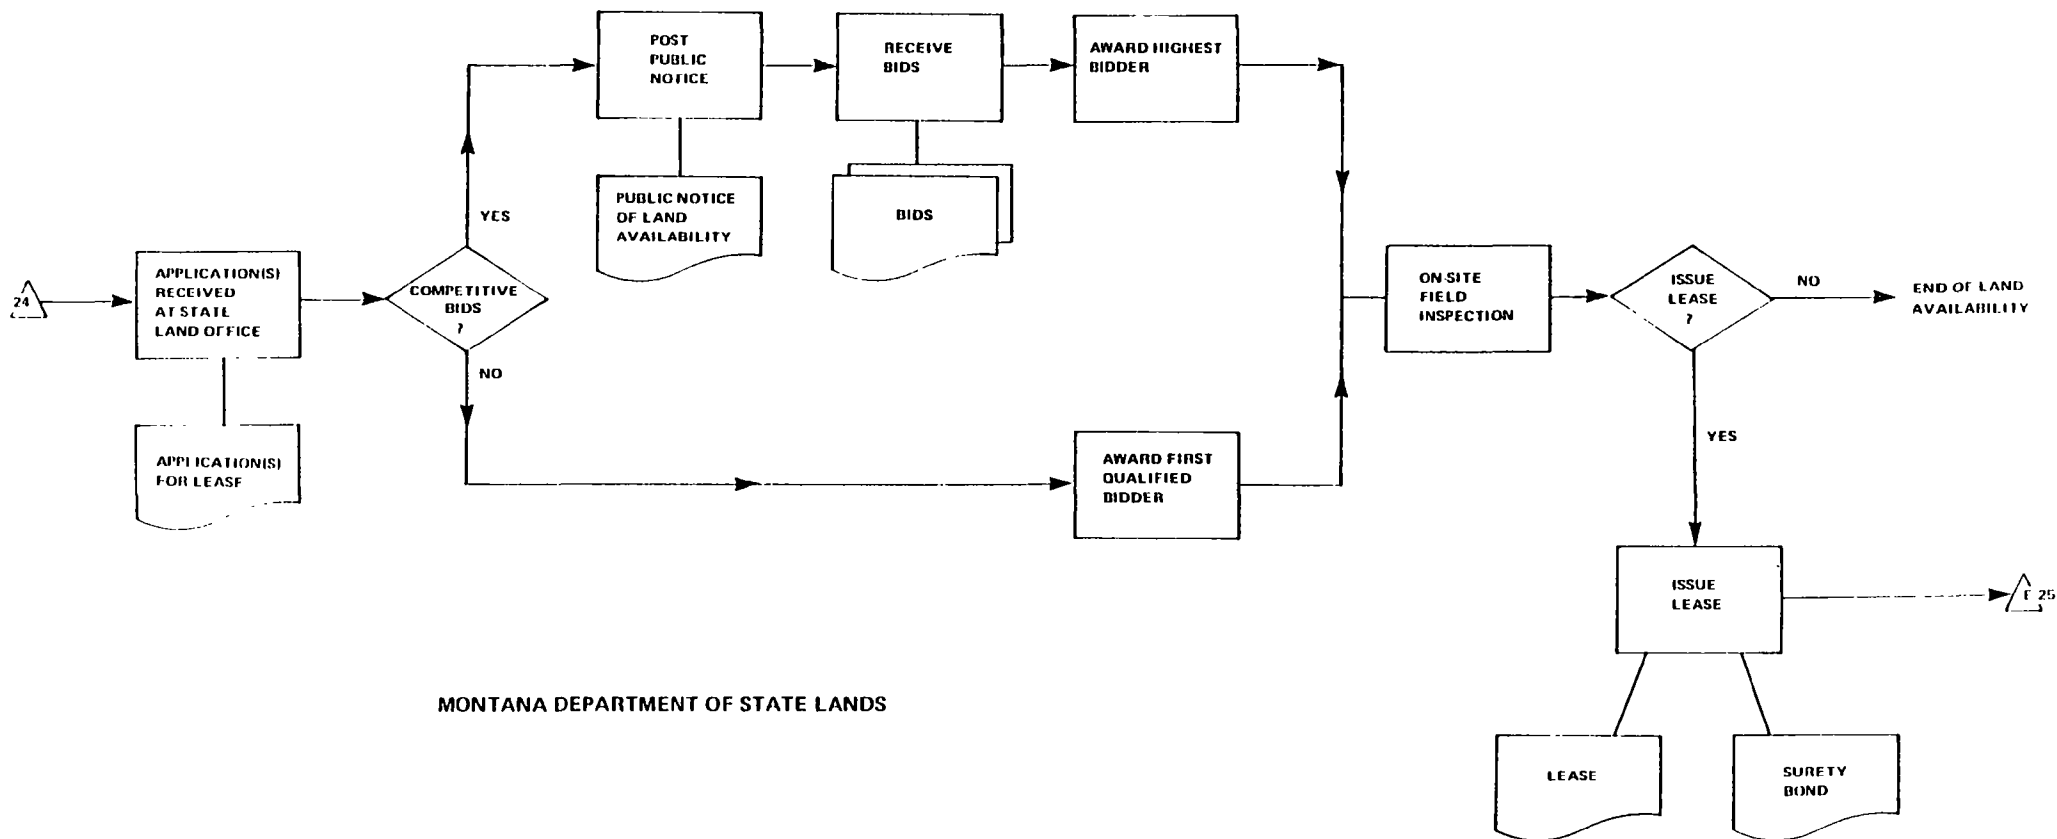 POST
PUBLIC
NOTICE
RECEIVE
BIDS
AWARD HIGHEST
BIDDER
PUBLIC NOTICE
OF LAND
AVAILABILITY
BIDS
YES
24
APPLICATION(S)
RECEIVED
AT STATE
LAND OFFICE
COMPETITIVE
BIDS
?
ON-SITE
FIELD
INSPECTION
ISSUE
LEASE
?
NO
END OF LAND
AVAILABILITY
NO
APPLICATION(S)
FOR LEASE
AWARD FIRST
QUALIFIED
BIDDER
YES
ISSUE
LEASE
25
MONTANA DEPARTMENT OF STATE LANDS
LEASE
SURETY
BOND